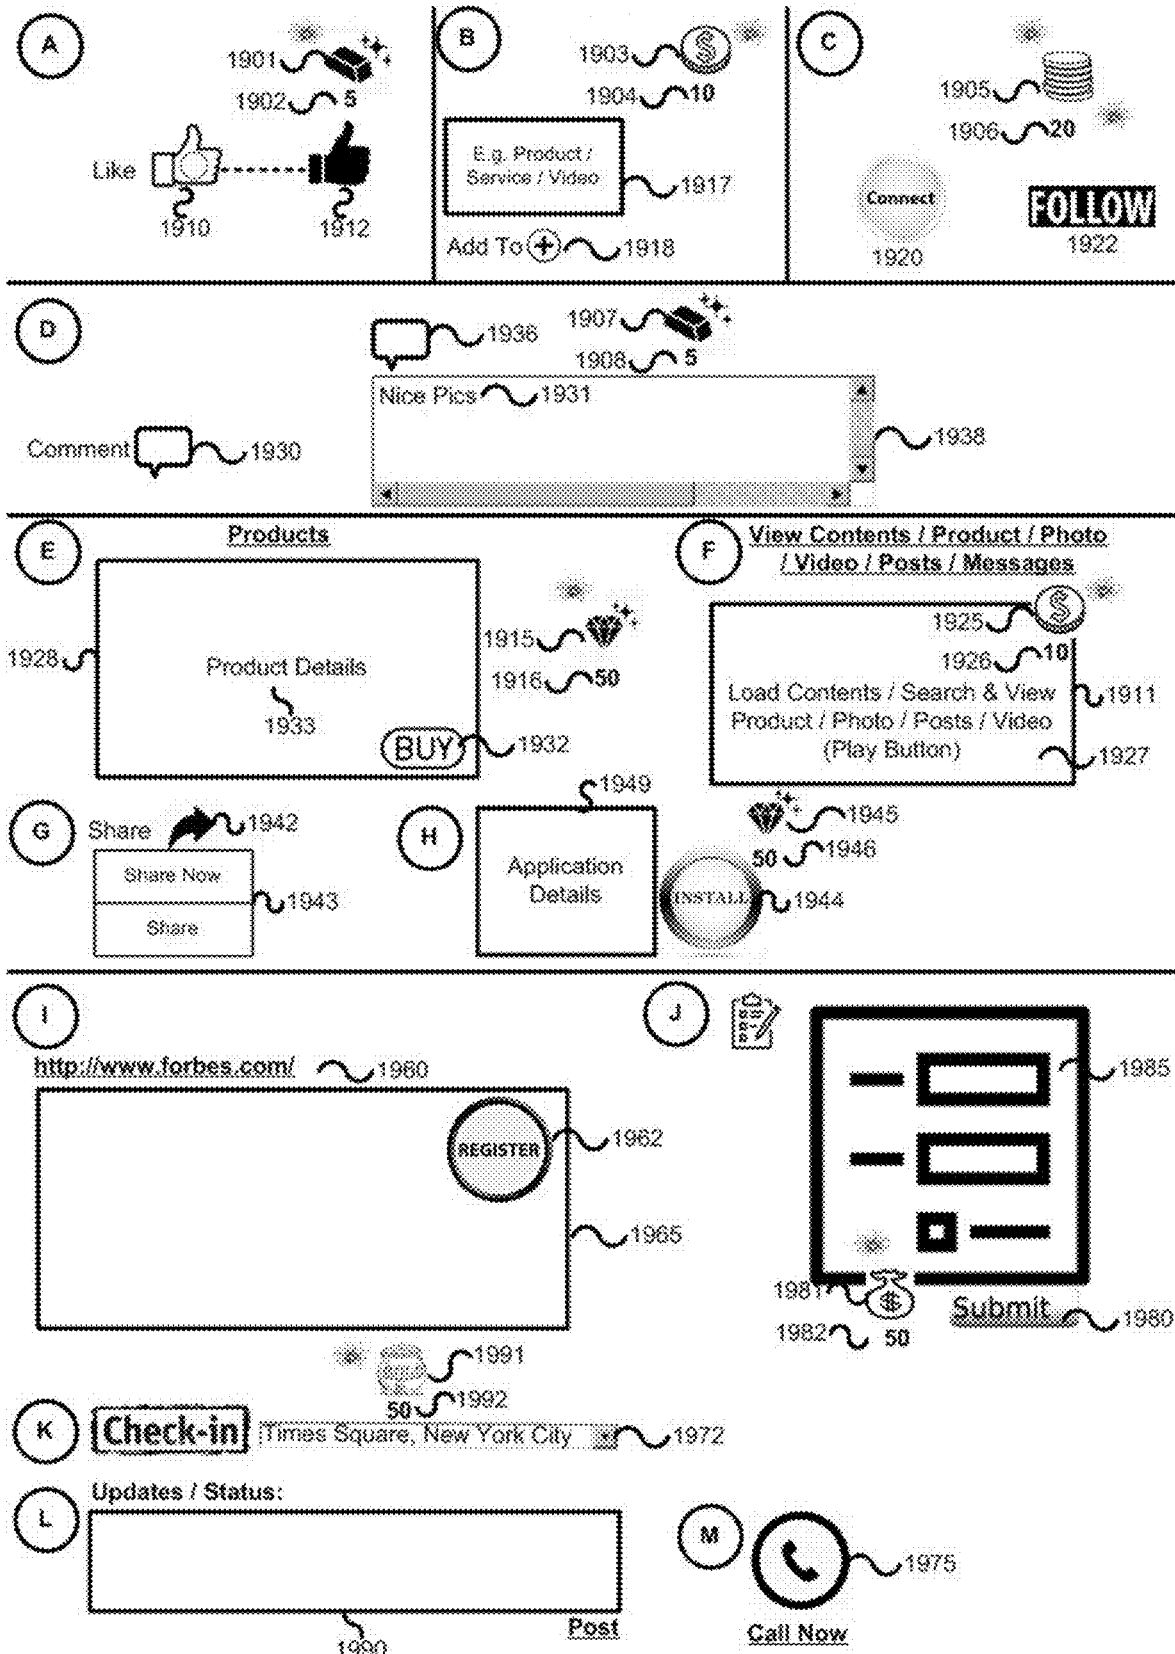 A
1901
1902
5
Like
1910
1912
B
1903
1904
10
E.g. Product /
Service / Video
1917
Add To
1918
C
1905
1906
20
Connect
1920
FOLLOW
1922
D
1936
1907
1908
5
Nice Pics
1931
Comment
1930
1938
E
Products
1928
Product Details
1933
BUY
1932
1915
1916
50
F
View Contents / Product / Photo
/ Video / Posts / Messages
1925
1926
10
1911
Load Contents / Search & View
Product / Photo / Posts / Video
(Play Button)
1927
G
Share
1942
Share Now
1943
Share
H
1949
Application
Details
1945
50
1946
INSTALL
1944
I
http://www.forbes.com/
1960
REGISTER
1962
1965
J
1985
1981
1982
50
Submit
1980
1991
50
1992
K
Check-in
Times Square, New York City
1972
L
Updates / Status:
1990
Post
M
1975
Call Now